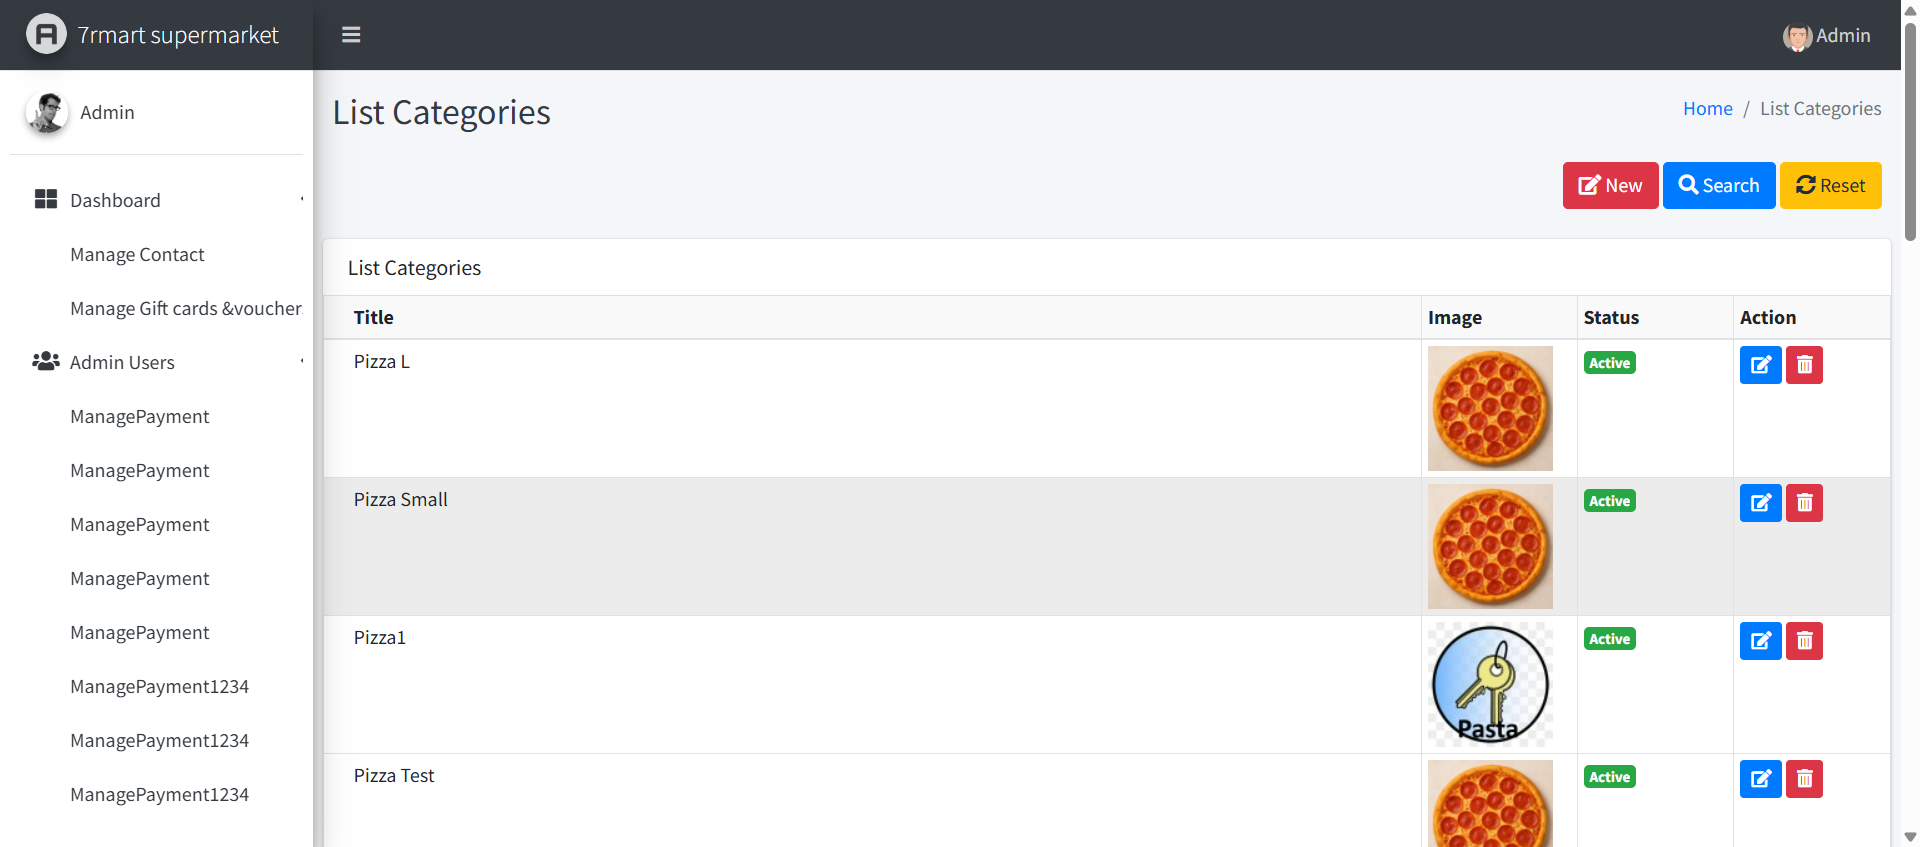 7rmart supermarket
Admin
Admin
Dashboard
Manage Contact
Manage Gift cards &voucher
Admin Users
ManagePayment
ManagePayment
ManagePayment
ManagePayment
ManagePayment
ManagePayment1234
ManagePayment1234
ManagePayment1234
List Categories
Home / List Categories
New Search Reset
List Categories
Title Image Status Action
Pizza L Active
Pizza Small Active
Pizza1 Active
Pasta
Pizza Test Active